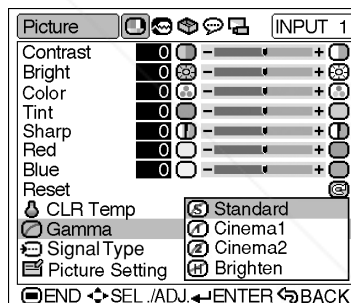 Picture INPUT 1
Contrast 0 - +
Bright 0 - +
Color 0 - +
Tint 0 - +
Sharp 0 - +
Red 0 - +
Blue 0 - +
Reset
CLR Temp
Gamma
Signal Type
Picture Setting
Standard
Cinema1
Cinema2
Brighten
END SEL./ADJ. ENTER BACK